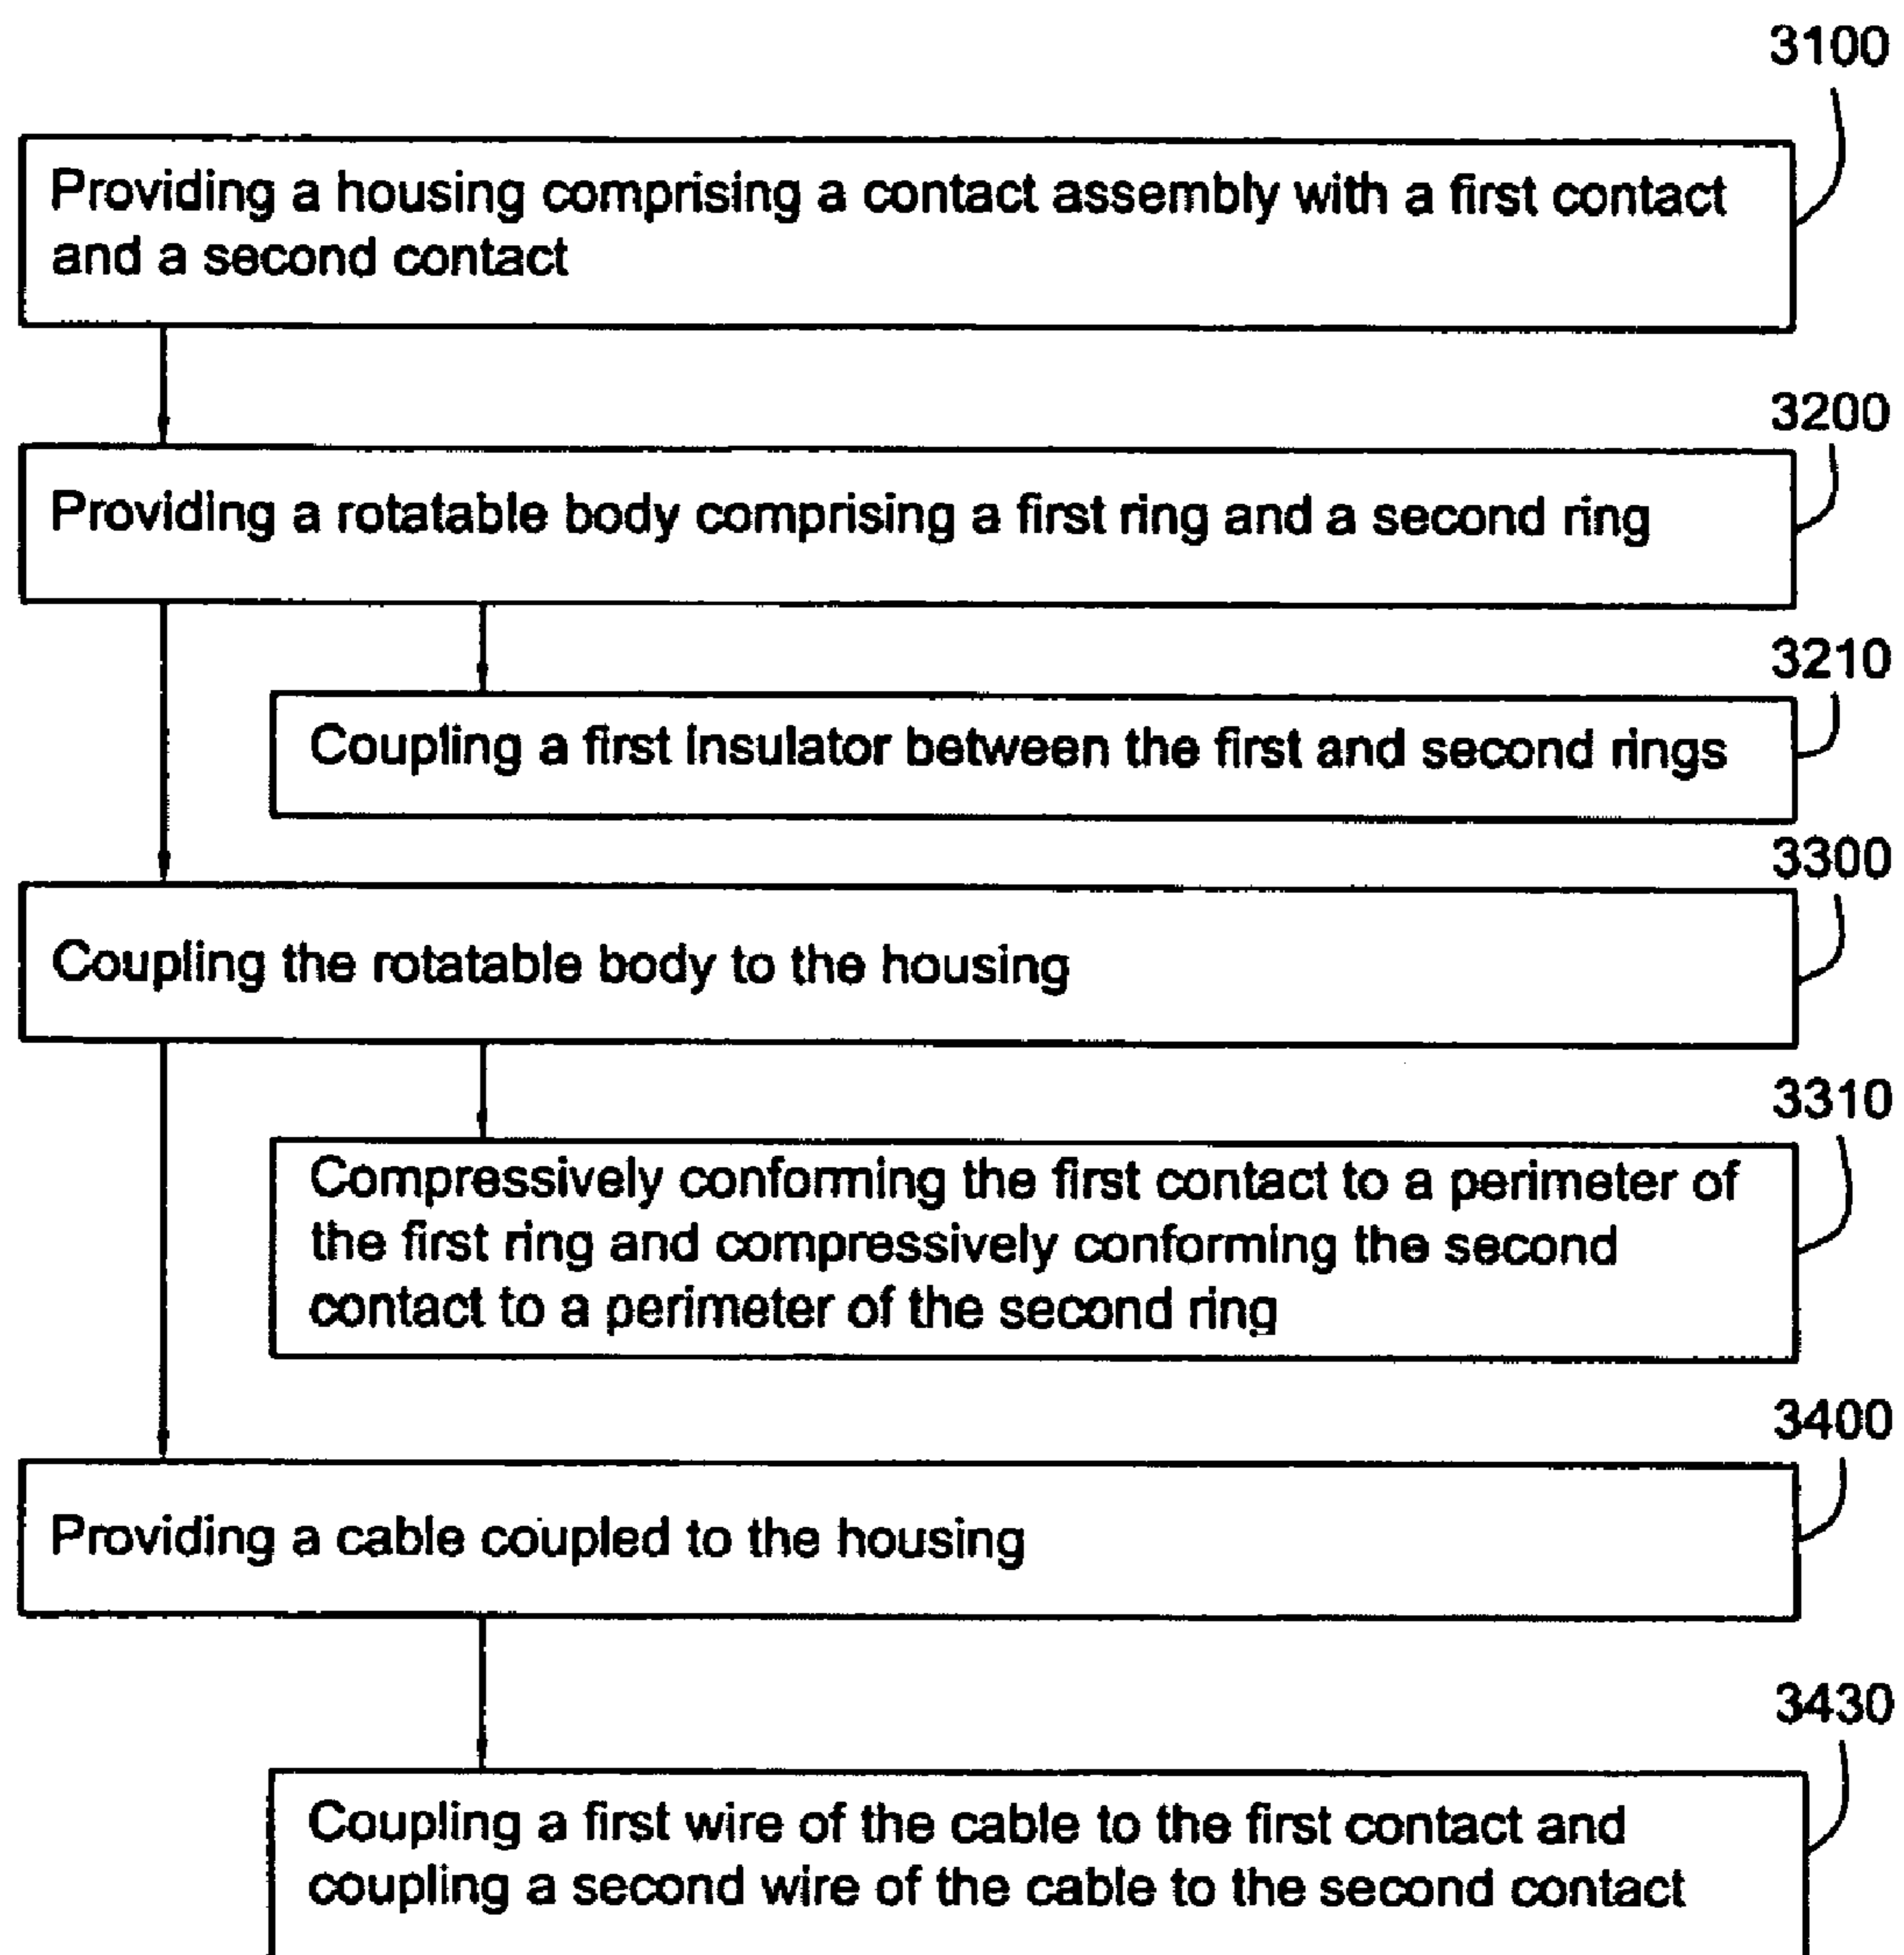 3100
Providing a housing comprising a contact assembly with a first contact
and a second contact
3200
Providing a rotatable body comprising a first ring and a second ring
3210
Coupling a first insulator between the first and second rings
3300
Coupling the rotatable body to the housing
3310
Compressively conforming the first contact to a perimeter of
the first ring and compressively conforming the second
contact to a perimeter of the second ring
3400
Providing a cable coupled to the housing
3430
Coupling a first wire of the cable to the first contact and
coupling a second wire of the cable to the second contact